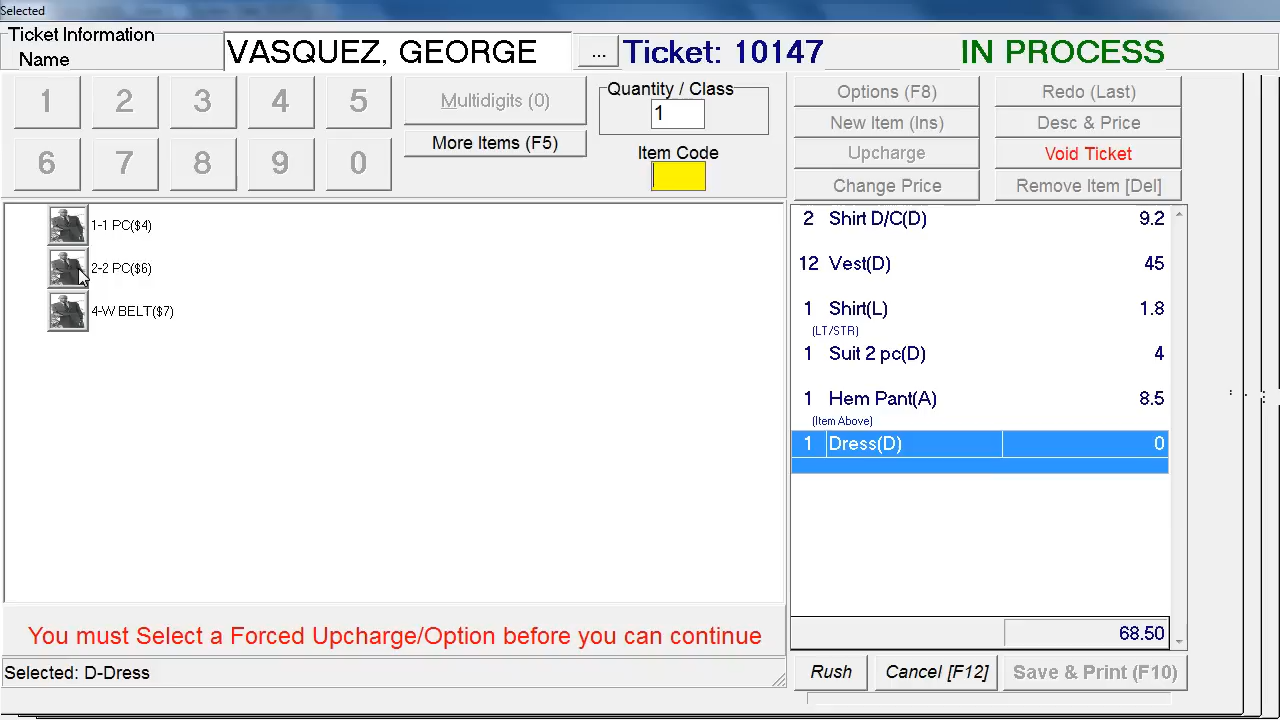 Selected
Ticket Information
Name
VASQUEZ, GEORGE
...
Ticket: 10147
IN PROCESS
1 2 3 4 5
6 7 8 9 0
Multidigits (0)
More Items (F5)
Quantity / Class
1
Item Code
Options (F8)
Redo (Last)
New Item (Ins)
Desc & Price
Upcharge
Void Ticket
Change Price
Remove Item [Del]
1-1 PC($4)
2-2 PC($6)
4-W BELT($7)
2 Shirt D/C(D) 9.2
12 Vest(D) 45
1 Shirt(L) 1.8
(LT/STR)
1 Suit 2 pc(D) 4
1 Hem Pant(A) 8.5
(Item Above)
1 Dress(D) 0
68.50
You must Select a Forced Upcharge/Option before you can continue
Selected: D-Dress
Rush
Cancel [F12]
Save & Print (F10)